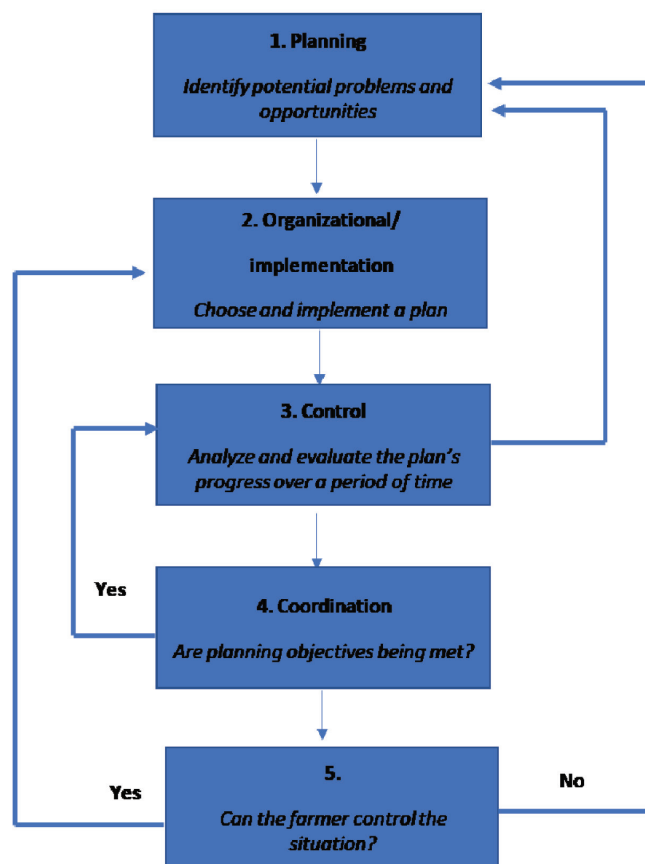 1. Planning
Identify potential problems and
opportunities
2. Organizational/
implementation
Choose and implement a plan
3. Control
Analyze and evaluate the plan's
progress over a period of time
Yes
4. Coordination
Are planning objectives being met?
Yes
5.
No
Can the farmer control the
situation?